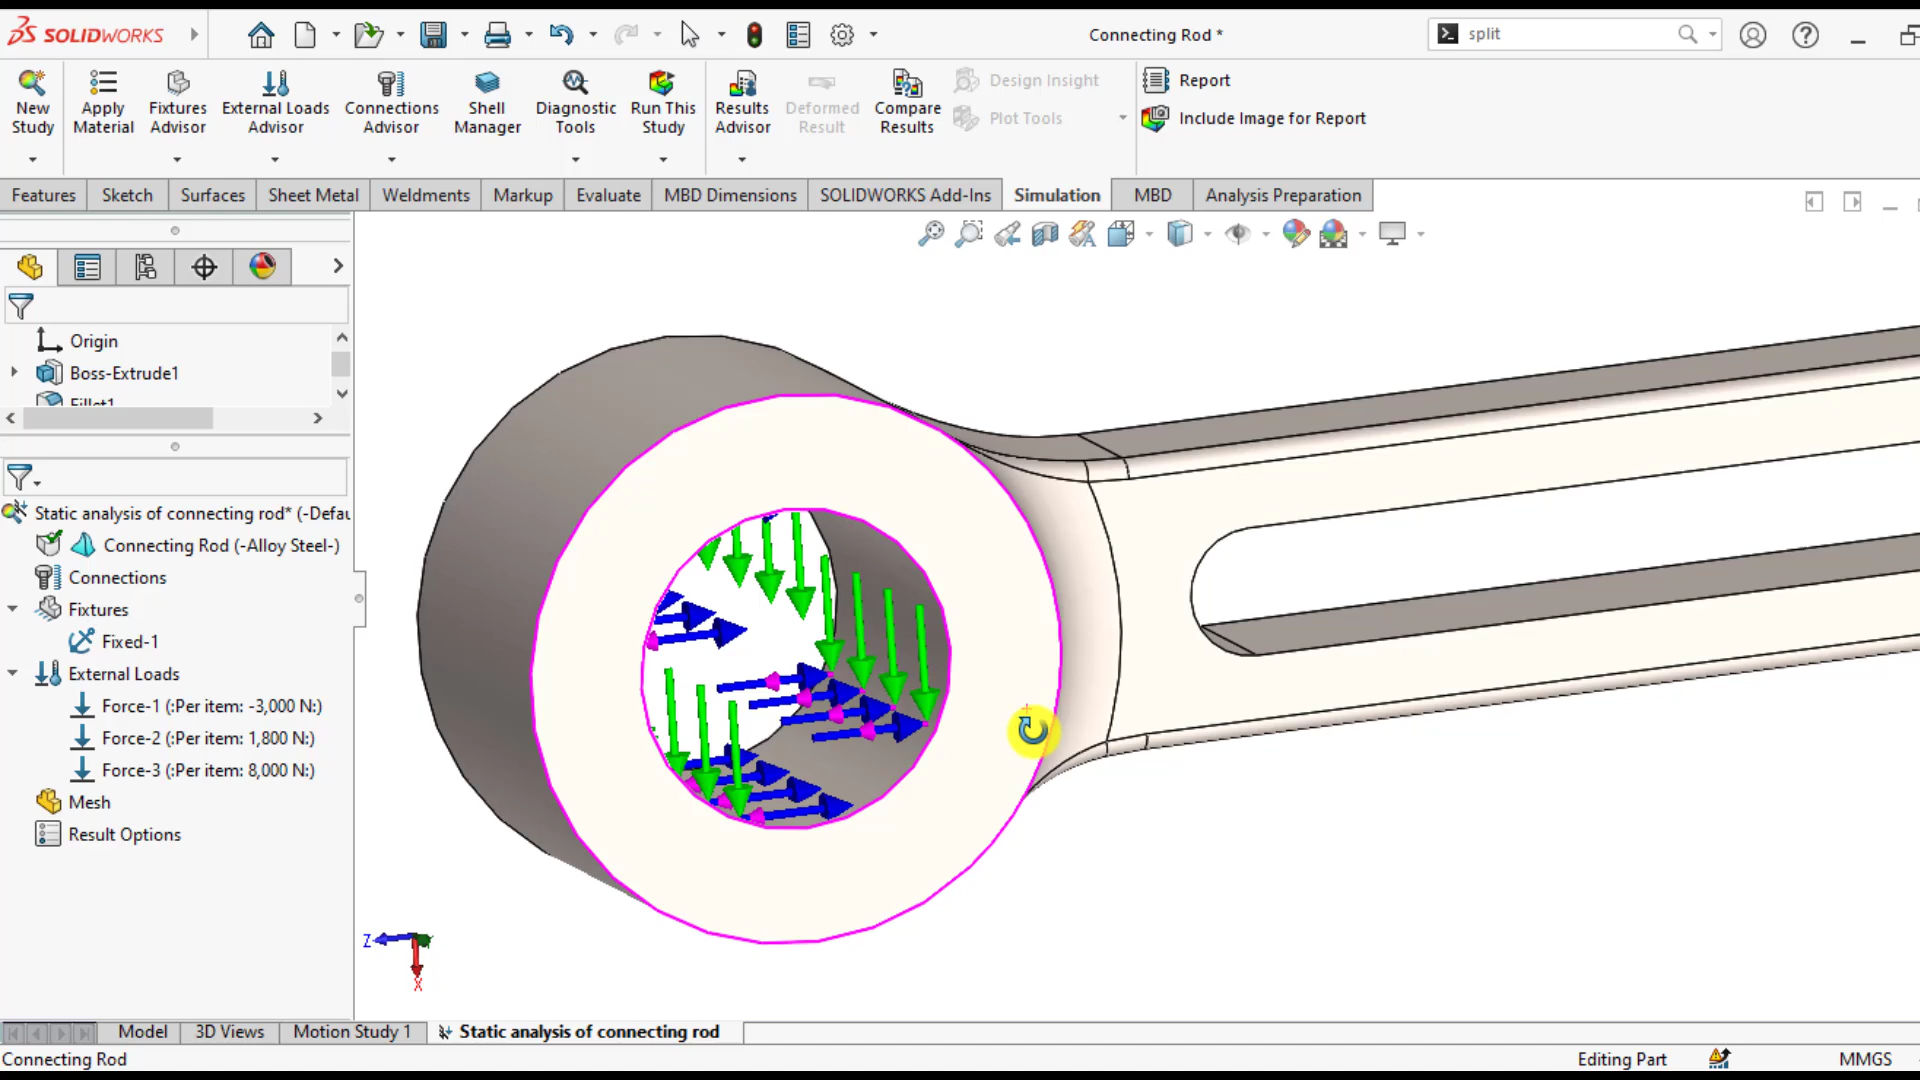 SOLIDWORKS
Connecting Rod *
split
New Study
Apply Material
Fixtures Advisor
External Loads Advisor
Connections Advisor
Shell Manager
Diagnostic Tools
Run This Study
Results Advisor
Deformed Result
Compare Results
Design Insight
Plot Tools
Report
Include Image for Report
Features
Sketch
Surfaces
Sheet Metal
Weldments
Markup
Evaluate
MBD Dimensions
SOLIDWORKS Add-Ins
Simulation
MBD
Analysis Preparation
Origin
Boss-Extrude1
Fillet1
Static analysis of connecting rod* (-Defau
Connecting Rod (-Alloy Steel-)
Connections
Fixtures
Fixed-1
External Loads
Force-1 (:Per item: -3,000 N:)
Force-2 (:Per item: 1,800 N:)
Force-3 (:Per item: 8,000 N:)
Mesh
Result Options
Z
X
Model
3D Views
Motion Study 1
Static analysis of connecting rod
Connecting Rod
Editing Part
MMGS